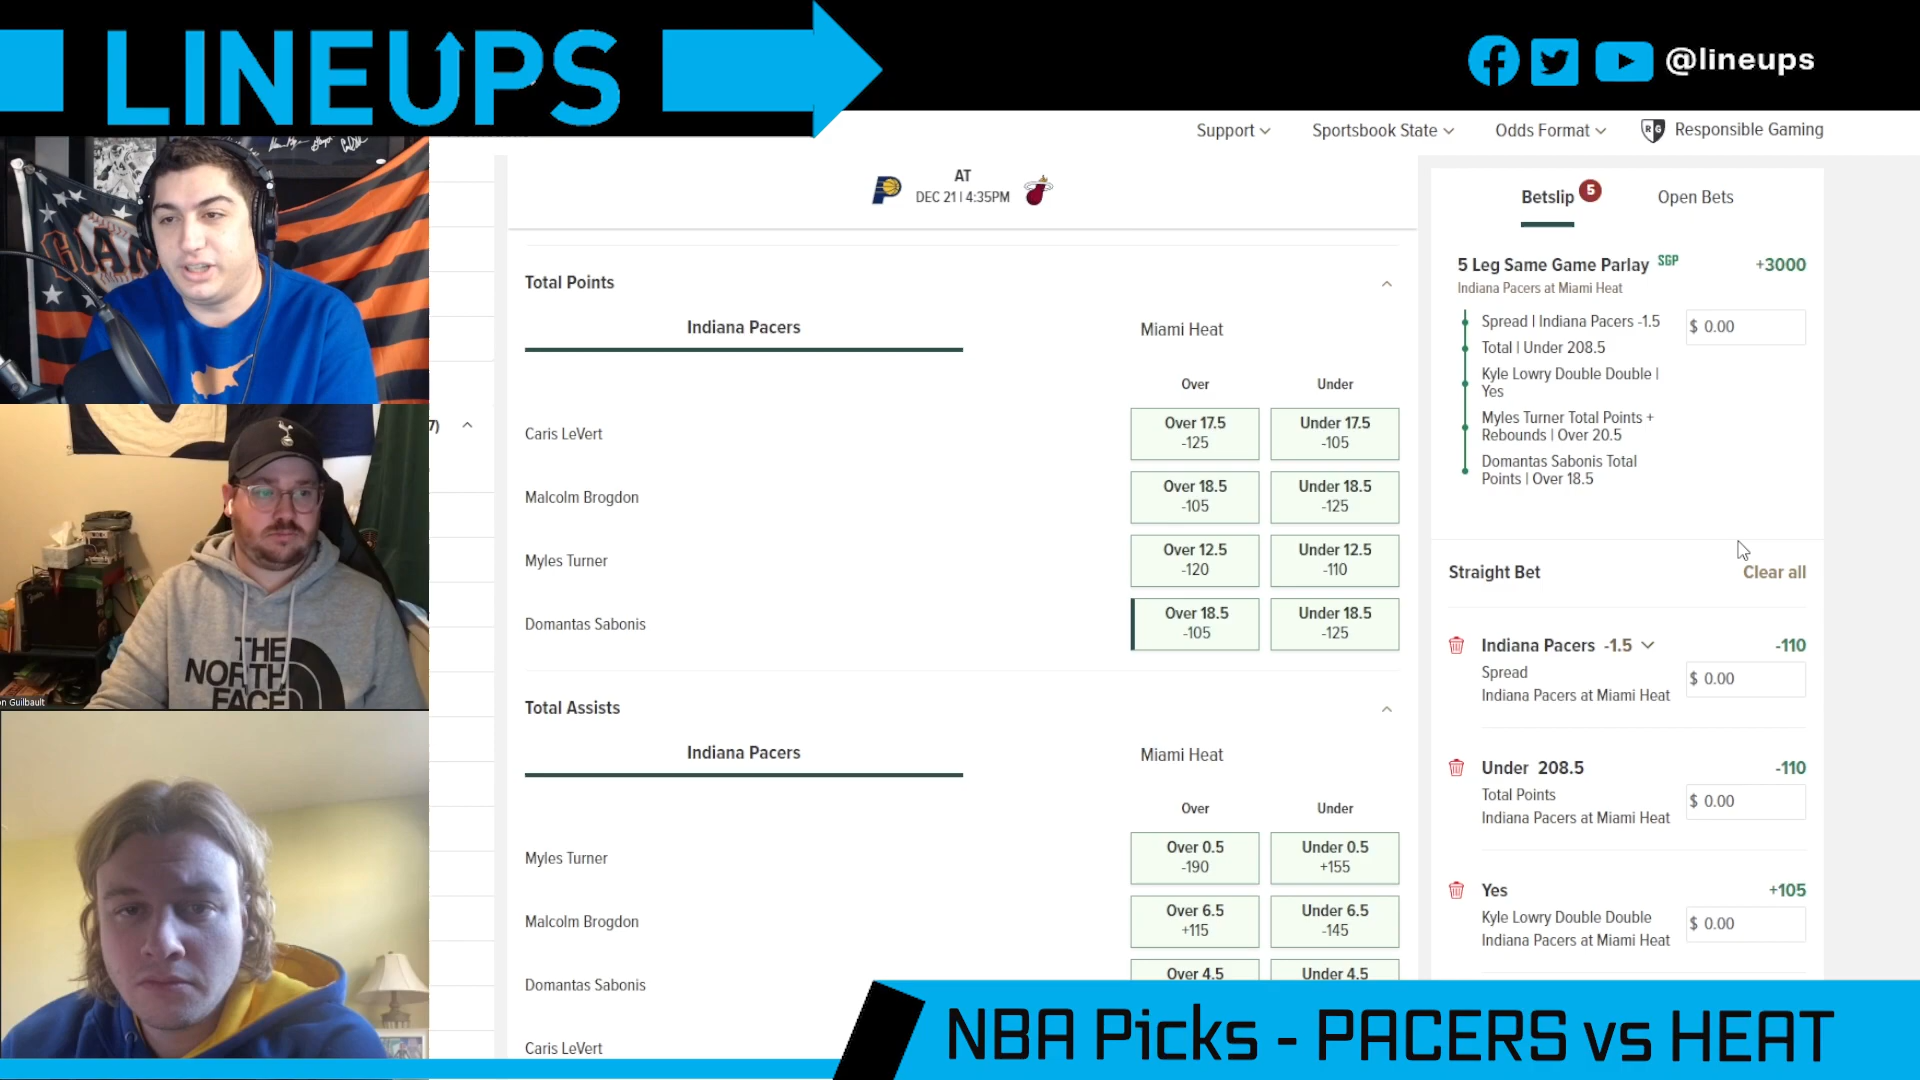 LINEUPS
@lineups
Support
Sportsbook State
Odds Format
RG
Responsible Gaming
AT
DEC 21 | 4:35PM
Total Points
Indiana Pacers
Miami Heat
Over
Under
Caris LeVert
Over 17.5
-125
Under 17.5
-105
Malcolm Brogdon
Over 18.5
-105
Under 18.5
-125
Myles Turner
Over 12.5
-120
Under 12.5
-110
Domantas Sabonis
Over 18.5
-105
Under 18.5
-125
Total Assists
Indiana Pacers
Miami Heat
Over
Under
Myles Turner
Over 0.5
-190
Under 0.5
+155
Malcolm Brogdon
Over 6.5
+115
Under 6.5
-145
Domantas Sabonis
Over 4.5
Under 4.5
Caris LeVert
Betslip 5
Open Bets
5 Leg Same Game Parlay SGP
+3000
Indiana Pacers at Miami Heat
Spread | Indiana Pacers -1.5
$ 0.00
Total | Under 208.5
Kyle Lowry Double Double |
Yes
Myles Turner Total Points +
Rebounds | Over 20.5
Domantas Sabonis Total
Points | Over 18.5
Straight Bet
Clear all
Indiana Pacers -1.5
-110
Spread
$ 0.00
Indiana Pacers at Miami Heat
Under 208.5
-110
Total Points
$ 0.00
Indiana Pacers at Miami Heat
Yes
+105
Kyle Lowry Double Double
$ 0.00
Indiana Pacers at Miami Heat
7)
GIAN
THE
NORTH
FACE
n Guilbault
NBA Picks - PACERS vs HEAT